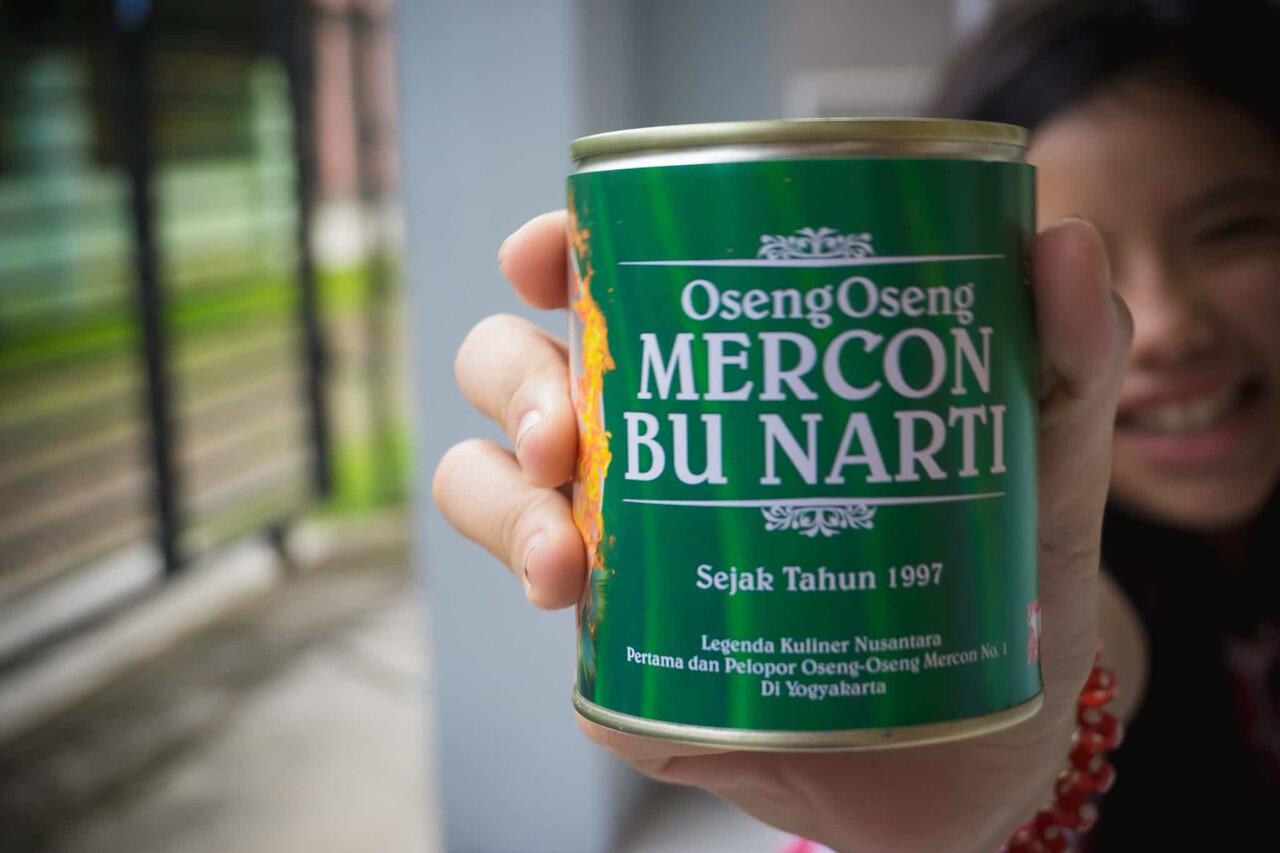 OsengOseng
MERCON
BU NARTI
Sejak Tahun 1997
Legenda Kuliner Nusantara
Pertama dan Pelopor Oseng-Oseng Mercon No. 1
Di Yogyakarta